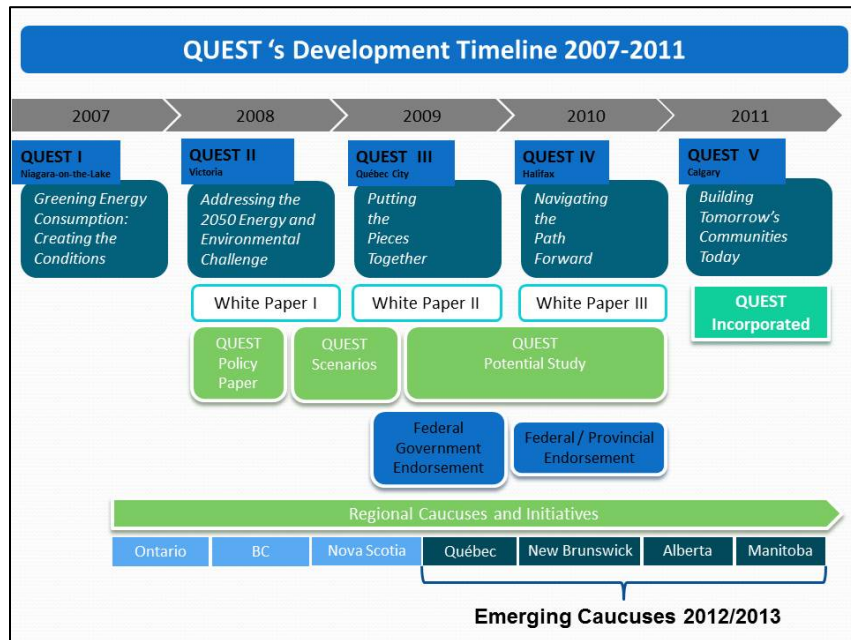 QUEST ‘s Development Timeline 2007-2011
2007
2008
2009
2010
2011
QUEST I
Niagara-on-the-Lake
Greening Energy
Consumption:
Creating the
Conditions
QUEST II
Victoria
Addressing the
2050 Energy and
Environmental
Challenge
QUEST III
Québec City
Putting
the
Pieces
Together
QUEST IV
Halifax
Navigating
the
Path
Forward
QUEST V
Calgary
Building
Tomorrow’s
Communities
Today
White Paper I
White Paper II
White Paper III
QUEST
Incorporated
QUEST
Policy
Paper
QUEST
Scenarios
QUEST
Potential Study
Federal
Government
Endorsement
Federal / Provincial
Endorsement
Regional Caucuses and Initiatives
Ontario
BC
Nova Scotia
Québec
New Brunswick
Alberta
Manitoba
Emerging Caucuses 2012/2013